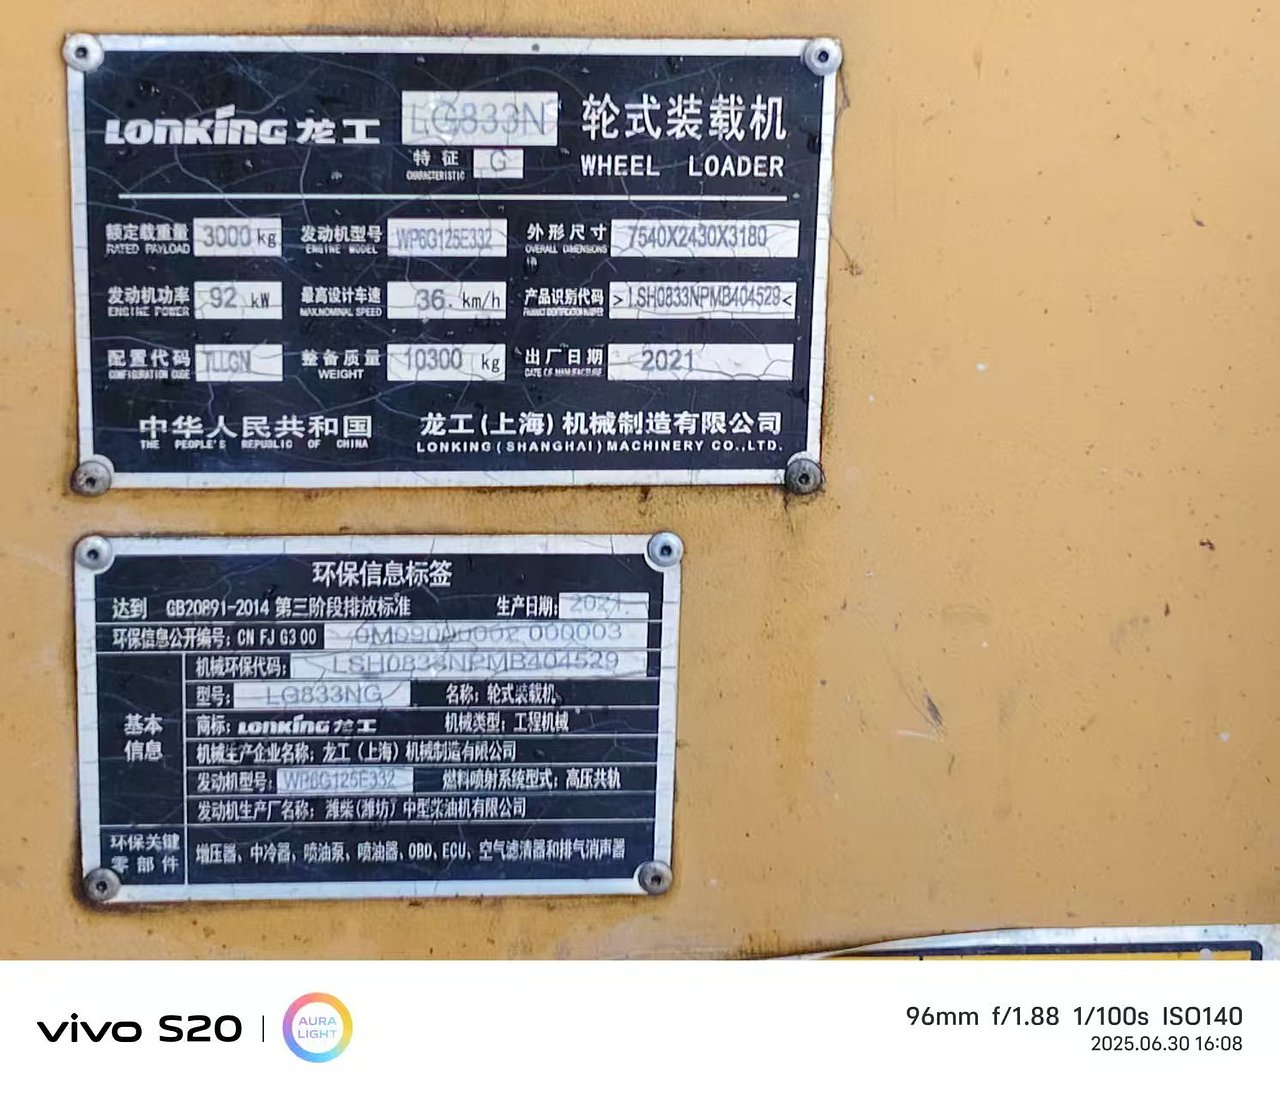 LONKING 龙工 LG833N 轮式装载机
特征 G WHEEL LOADER
CHARACTERISTIC
额定载重量 3000 kg 发动机型号 WP6G125E332 外形尺寸 7540X2430X3180
RATED PAYLOAD ENGINE MODEL OVERALL DIMENSIONS
发动机功率 92 kW 最高设计车速 36. km/h 产品识别代码 >LSH0833NPMB404529<
ENGINE POWER MAX.NOMINAL SPEED PRODUCT IDENTIFICATION NUMBER
配置代码 TLLGN 整备质量 10300 kg 出厂日期 2021
CONFIGURATION CODE WEIGHT DATE OF MANUFACTURE
中华人民共和国 龙工(上海)机械制造有限公司
THE PEOPLE'S REPUBLIC OF CHINA LONKING(SHANGHAI)MACHINERY CO.,LTD.
环保信息标签
达到 GB20891-2014 第三阶段排放标准 生产日期: 2021
环保信息公开编号: CN FJ G3 00 000003
机械环保代码: LSH0833NPMB404529
型号: LG833NG 名称: 轮式装载机
商标: LONKING 龙工 机械类型: 工程机械
基本信息
机械生产企业名称: 龙工(上海)机械制造有限公司
发动机型号: WP6G125E332 燃料喷射系统型式: 高压共轨
发动机生产厂名称: 潍柴(潍坊)中型柴油机有限公司
环保关键零部件 增压器、中冷器、喷油泵、喷油器、OBD、ECU、空气滤清器和排气消声器
vivo S20 AURA LIGHT 96mm f/1.88 1/100s ISO140
2025.06.30 16:08